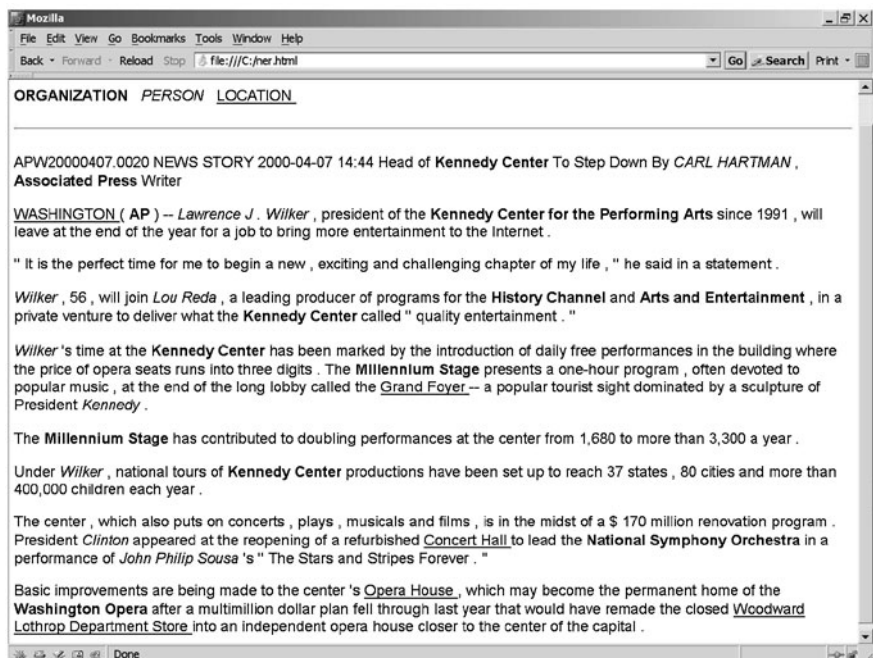 Mozilla
File Edit View Go Bookmarks Tools Window Help
Back Forward Reload Stop file:///C:/ner.html Go Search Print
ORGANIZATION PERSON LOCATION
APW20000407.0020 NEWS STORY 2000-04-07 14:44 Head of Kennedy Center To Step Down By CARL HARTMAN ,
Associated Press Writer
WASHINGTON ( AP ) -- Lawrence J . Wilker , president of the Kennedy Center for the Performing Arts since 1991 , will
leave at the end of the year for a job to bring more entertainment to the Internet .
" It is the perfect time for me to begin a new , exciting and challenging chapter of my life , " he said in a statement .
Wilker , 56 , will join Lou Reda , a leading producer of programs for the History Channel and Arts and Entertainment , in a
private venture to deliver what the Kennedy Center called " quality entertainment . "
Wilker 's time at the Kennedy Center has been marked by the introduction of daily free performances in the building where
the price of opera seats runs into three digits . The Millennium Stage presents a one-hour program , often devoted to
popular music , at the end of the long lobby called the Grand Foyer -- a popular tourist sight dominated by a sculpture of
President Kennedy .
The Millennium Stage has contributed to doubling performances at the center from 1,680 to more than 3,300 a year .
Under Wilker , national tours of Kennedy Center productions have been set up to reach 37 states , 80 cities and more than
400,000 children each year .
The center , which also puts on concerts , plays , musicals and films , is in the midst of a $ 170 million renovation program .
President Clinton appeared at the reopening of a refurbished Concert Hall to lead the National Symphony Orchestra in a
performance of John Philip Sousa 's " The Stars and Stripes Forever . "
Basic improvements are being made to the center 's Opera House , which may become the permanent home of the
Washington Opera after a multimillion dollar plan fell through last year that would have remade the closed Woodward
Lothrop Department Store into an independent opera house closer to the center of the capital .
Done